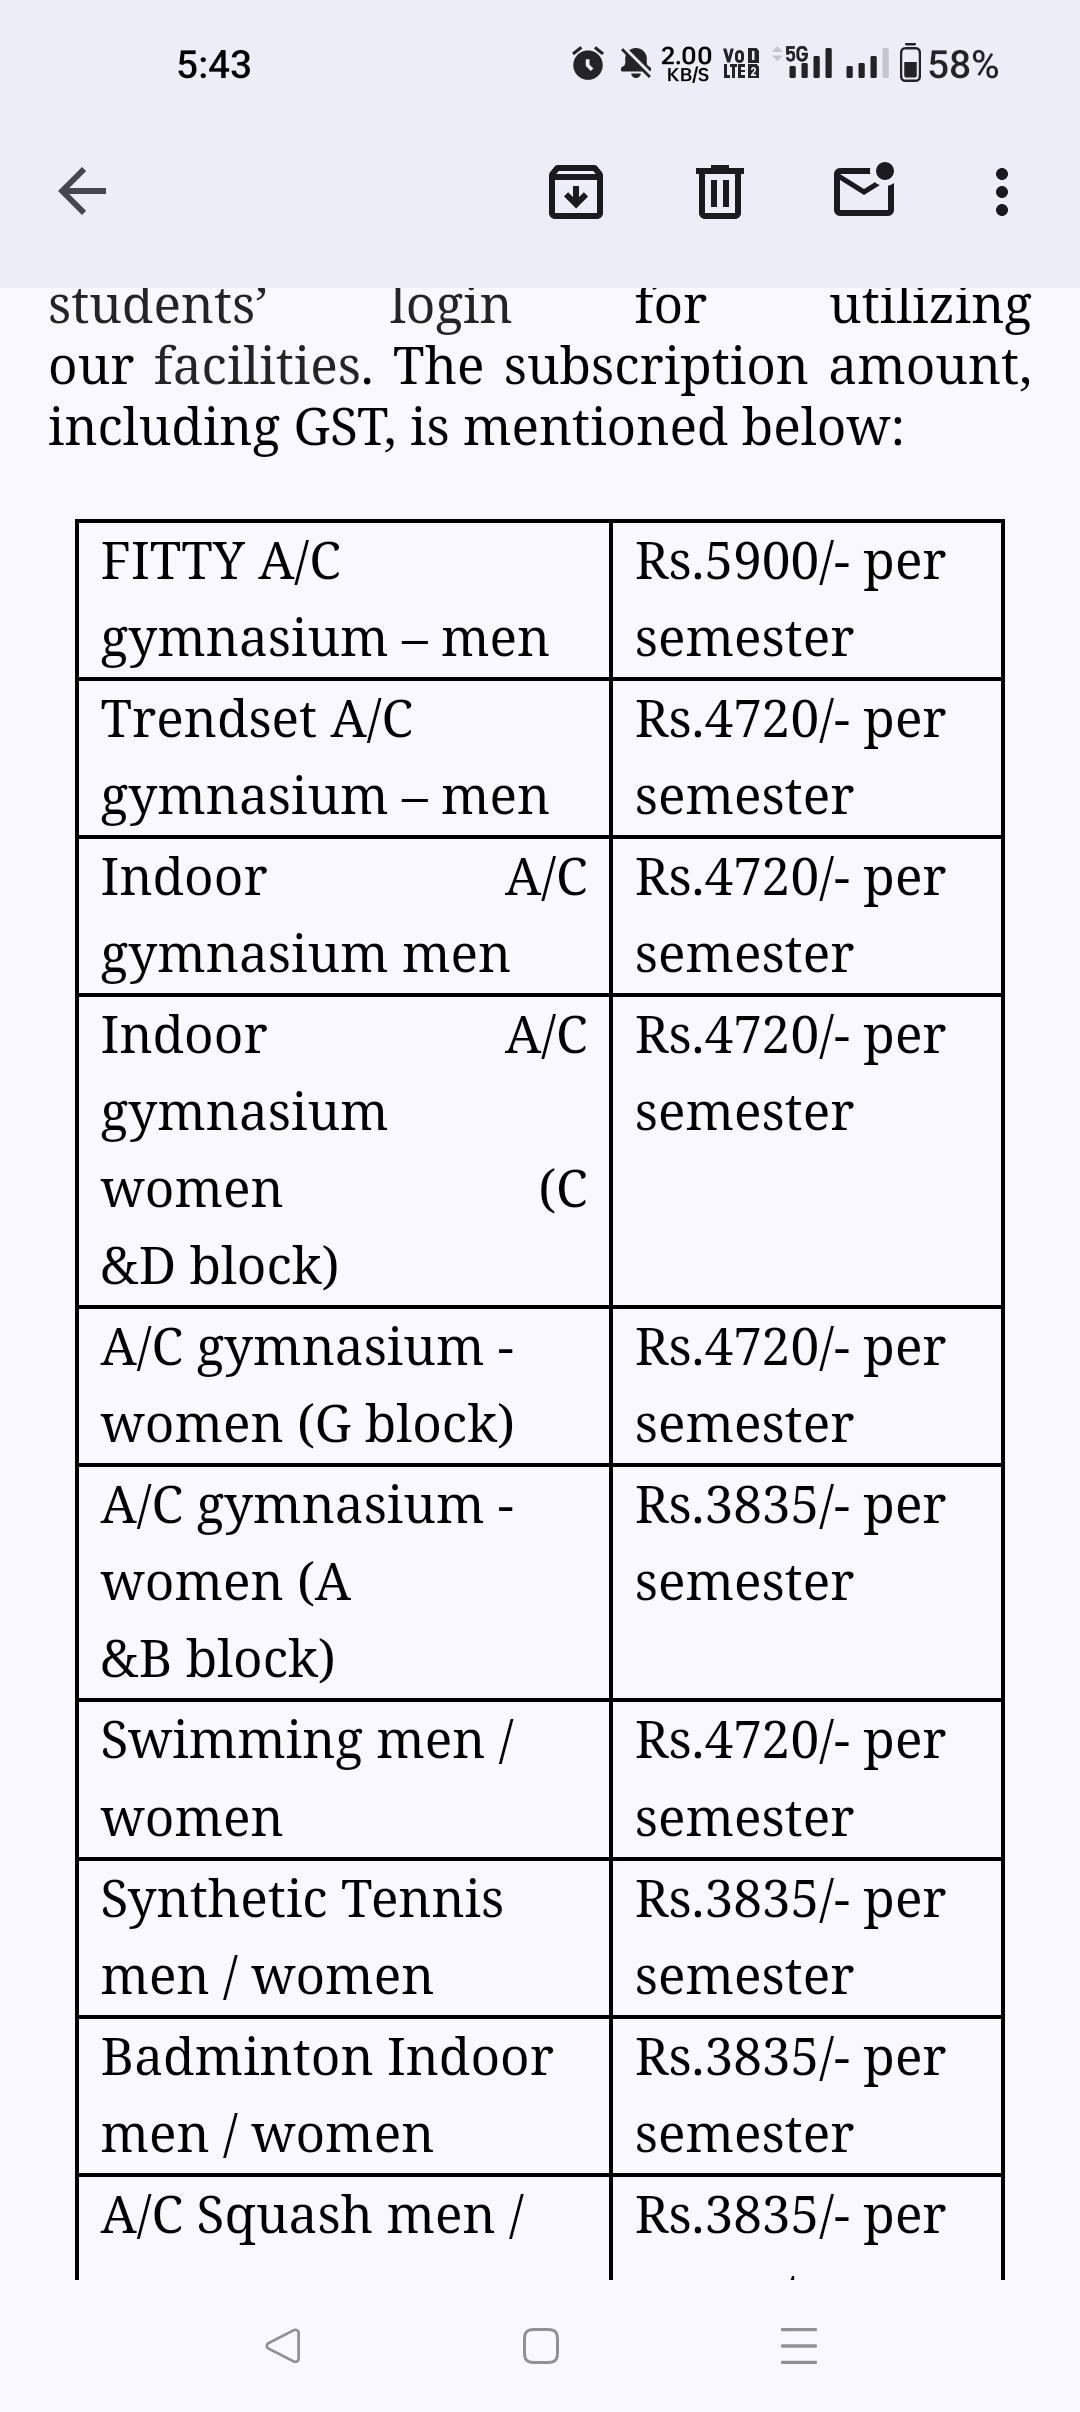 5:43
2.00 KB/S VoD LTE 2 5G 58%
students’ login for utilizing
our facilities. The subscription amount,
including GST, is mentioned below:
FITTY A/C
gymnasium – men
Rs.5900/- per
semester
Trendset A/C
gymnasium – men
Rs.4720/- per
semester
Indoor A/C
gymnasium men
Rs.4720/- per
semester
Indoor A/C
gymnasium
women (C
&D block)
Rs.4720/- per
semester
A/C gymnasium -
women (G block)
Rs.4720/- per
semester
A/C gymnasium -
women (A
&B block)
Rs.3835/- per
semester
Swimming men /
women
Rs.4720/- per
semester
Synthetic Tennis
men / women
Rs.3835/- per
semester
Badminton Indoor
men / women
Rs.3835/- per
semester
A/C Squash men /
Rs.3835/- per